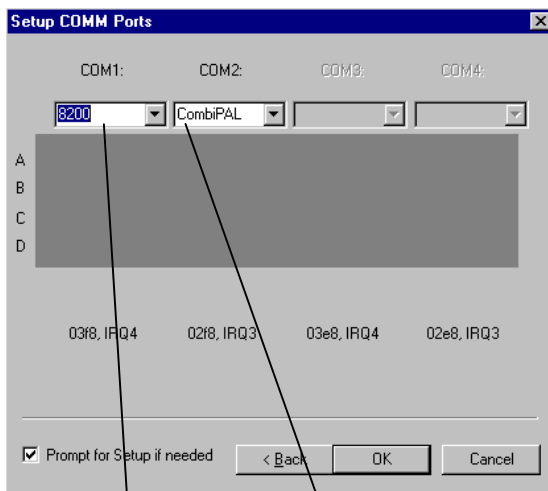 Setup COMM Ports
COM1: COM2: COM3: COM4:
8200 CombiPAL
A
B
C
D
03f8, IRQ4 02f8, IRQ3 03e8, IRQ4 02e8, IRQ3
Prompt for Setup if needed < Back OK Cancel